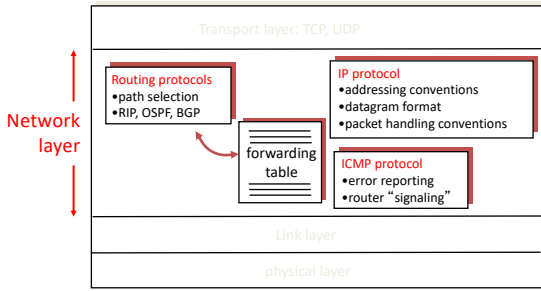 Transport layer: TCP, UDP
Network
layer
Routing protocols
•path selection
•RIP, OSPF, BGP
forwarding
table
IP protocol
•addressing conventions
•datagram format
•packet handling conventions
ICMP protocol
•error reporting
•router “signaling”
Link layer
physical layer